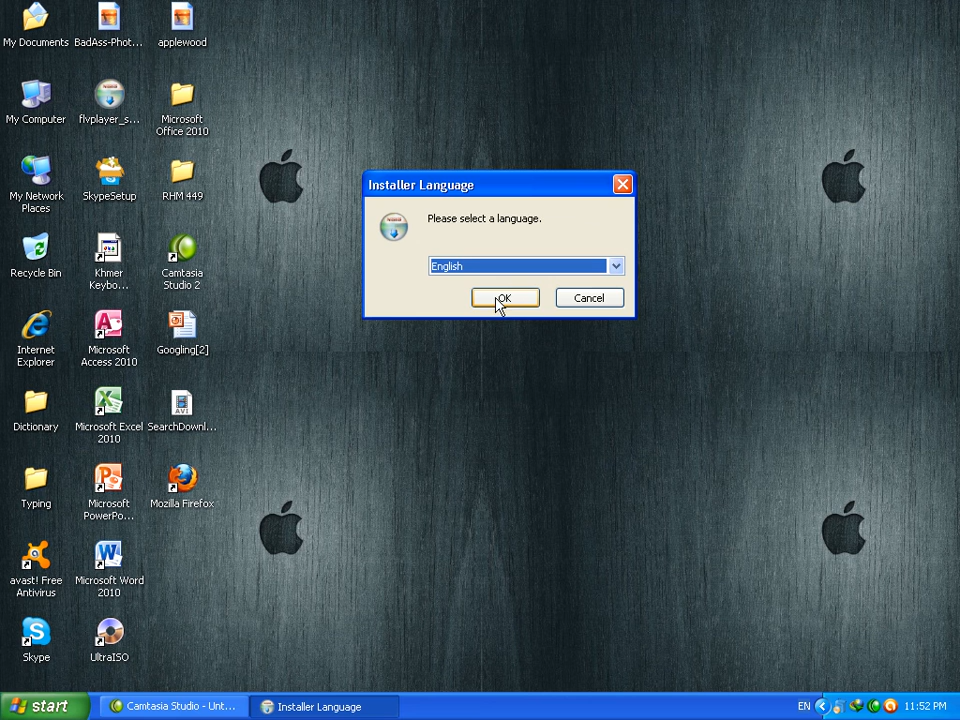 My Documents
BadAss-Phot...
applewood
My Computer
flvplayer_s...
Microsoft
Office 2010
My Network
Places
SkypeSetup
RHM 449
Recycle Bin
Khmer
Keybo...
Camtasia
Studio 2
Internet
Explorer
Microsoft
Access 2010
Googling[2]
Dictionary
Microsoft Excel
2010
AVI
SearchDownl...
Typing
Microsoft
PowerPo...
Mozilla Firefox
avast! Free
Antivirus
Microsoft Word
2010
Skype
UltraISO
Installer Language
Please select a language.
English
OK
Cancel
start
Camtasia Studio - Unt...
Installer Language
EN
11:52 PM